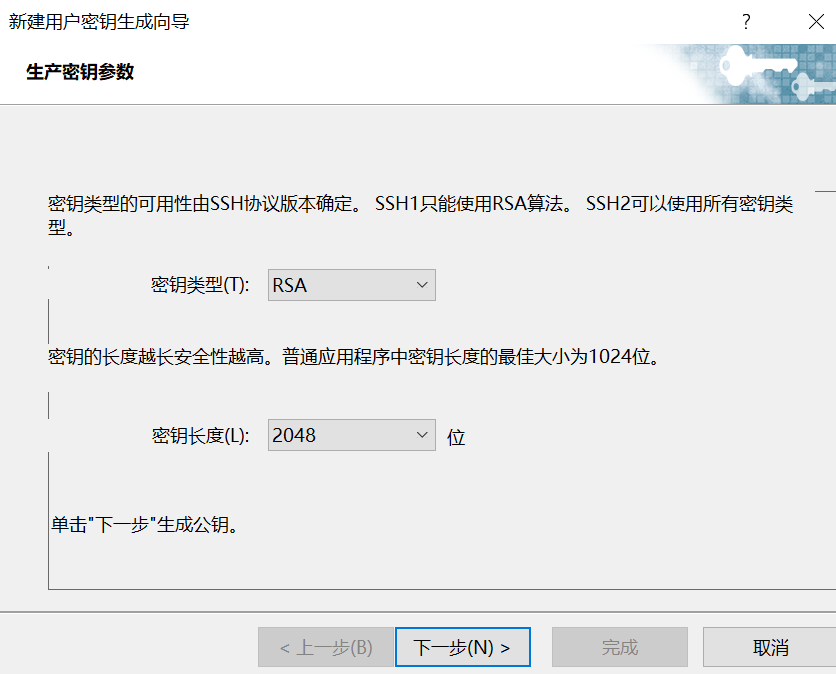 新建用户密钥生成向导
?
生产密钥参数
密钥类型的可用性由SSH协议版本确定。 SSH1只能使用RSA算法。 SSH2可以使用所有密钥类
型。
密钥类型(T): RSA
密钥的长度越长安全性越高。普通应用程序中密钥长度的最佳大小为1024位。
密钥长度(L): 2048 位
单击"下一步"生成公钥。
< 上一步(B) 下一步(N) > 完成 取消